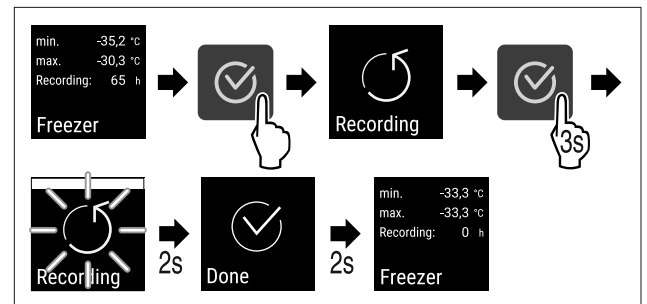 min. -35,2 °C
max. -30,3 °C
Recording: 65 h
Freezer
Recording
3s
Recording
2s
Done
2s
min. -33,3 °C
max. -33,3 °C
Recording: 0 h
Freezer